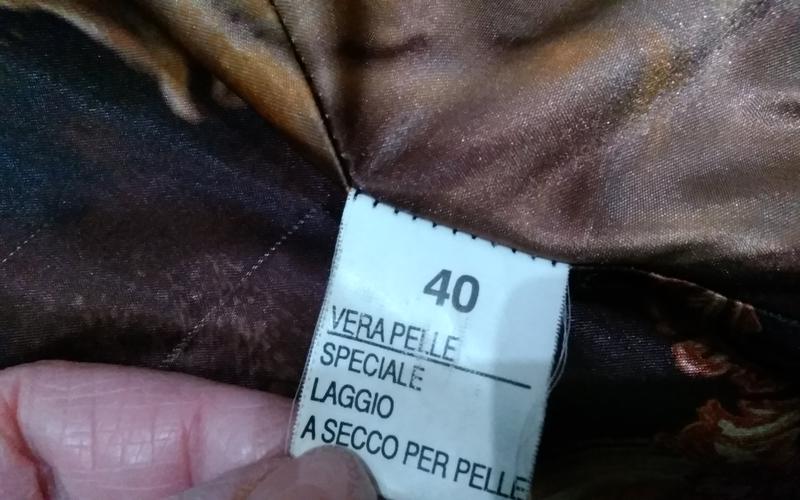 40
VERA PELLE
SPECIALE
LAGGIO
A SECCO PER PELLE